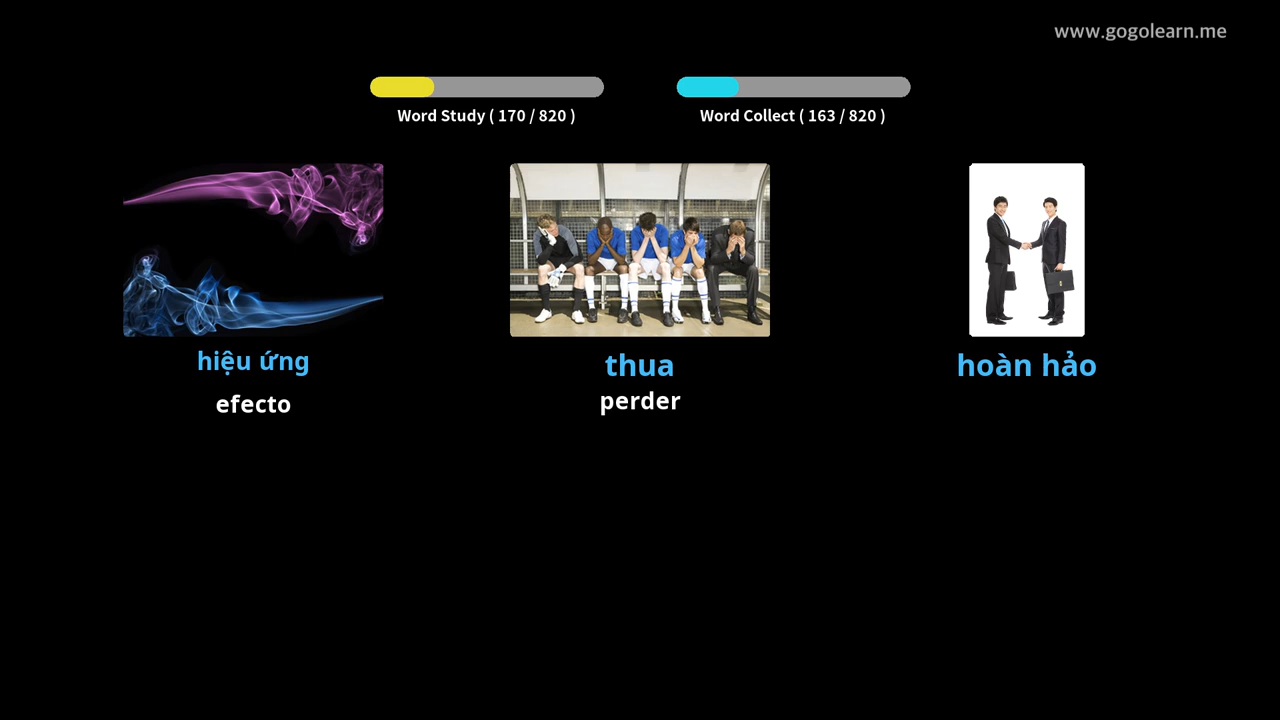 www.gogolearn.me
Word Study ( 170 / 820 )
Word Collect ( 163 / 820 )
hiệu ứng
efecto
thua
perder
hoàn hảo